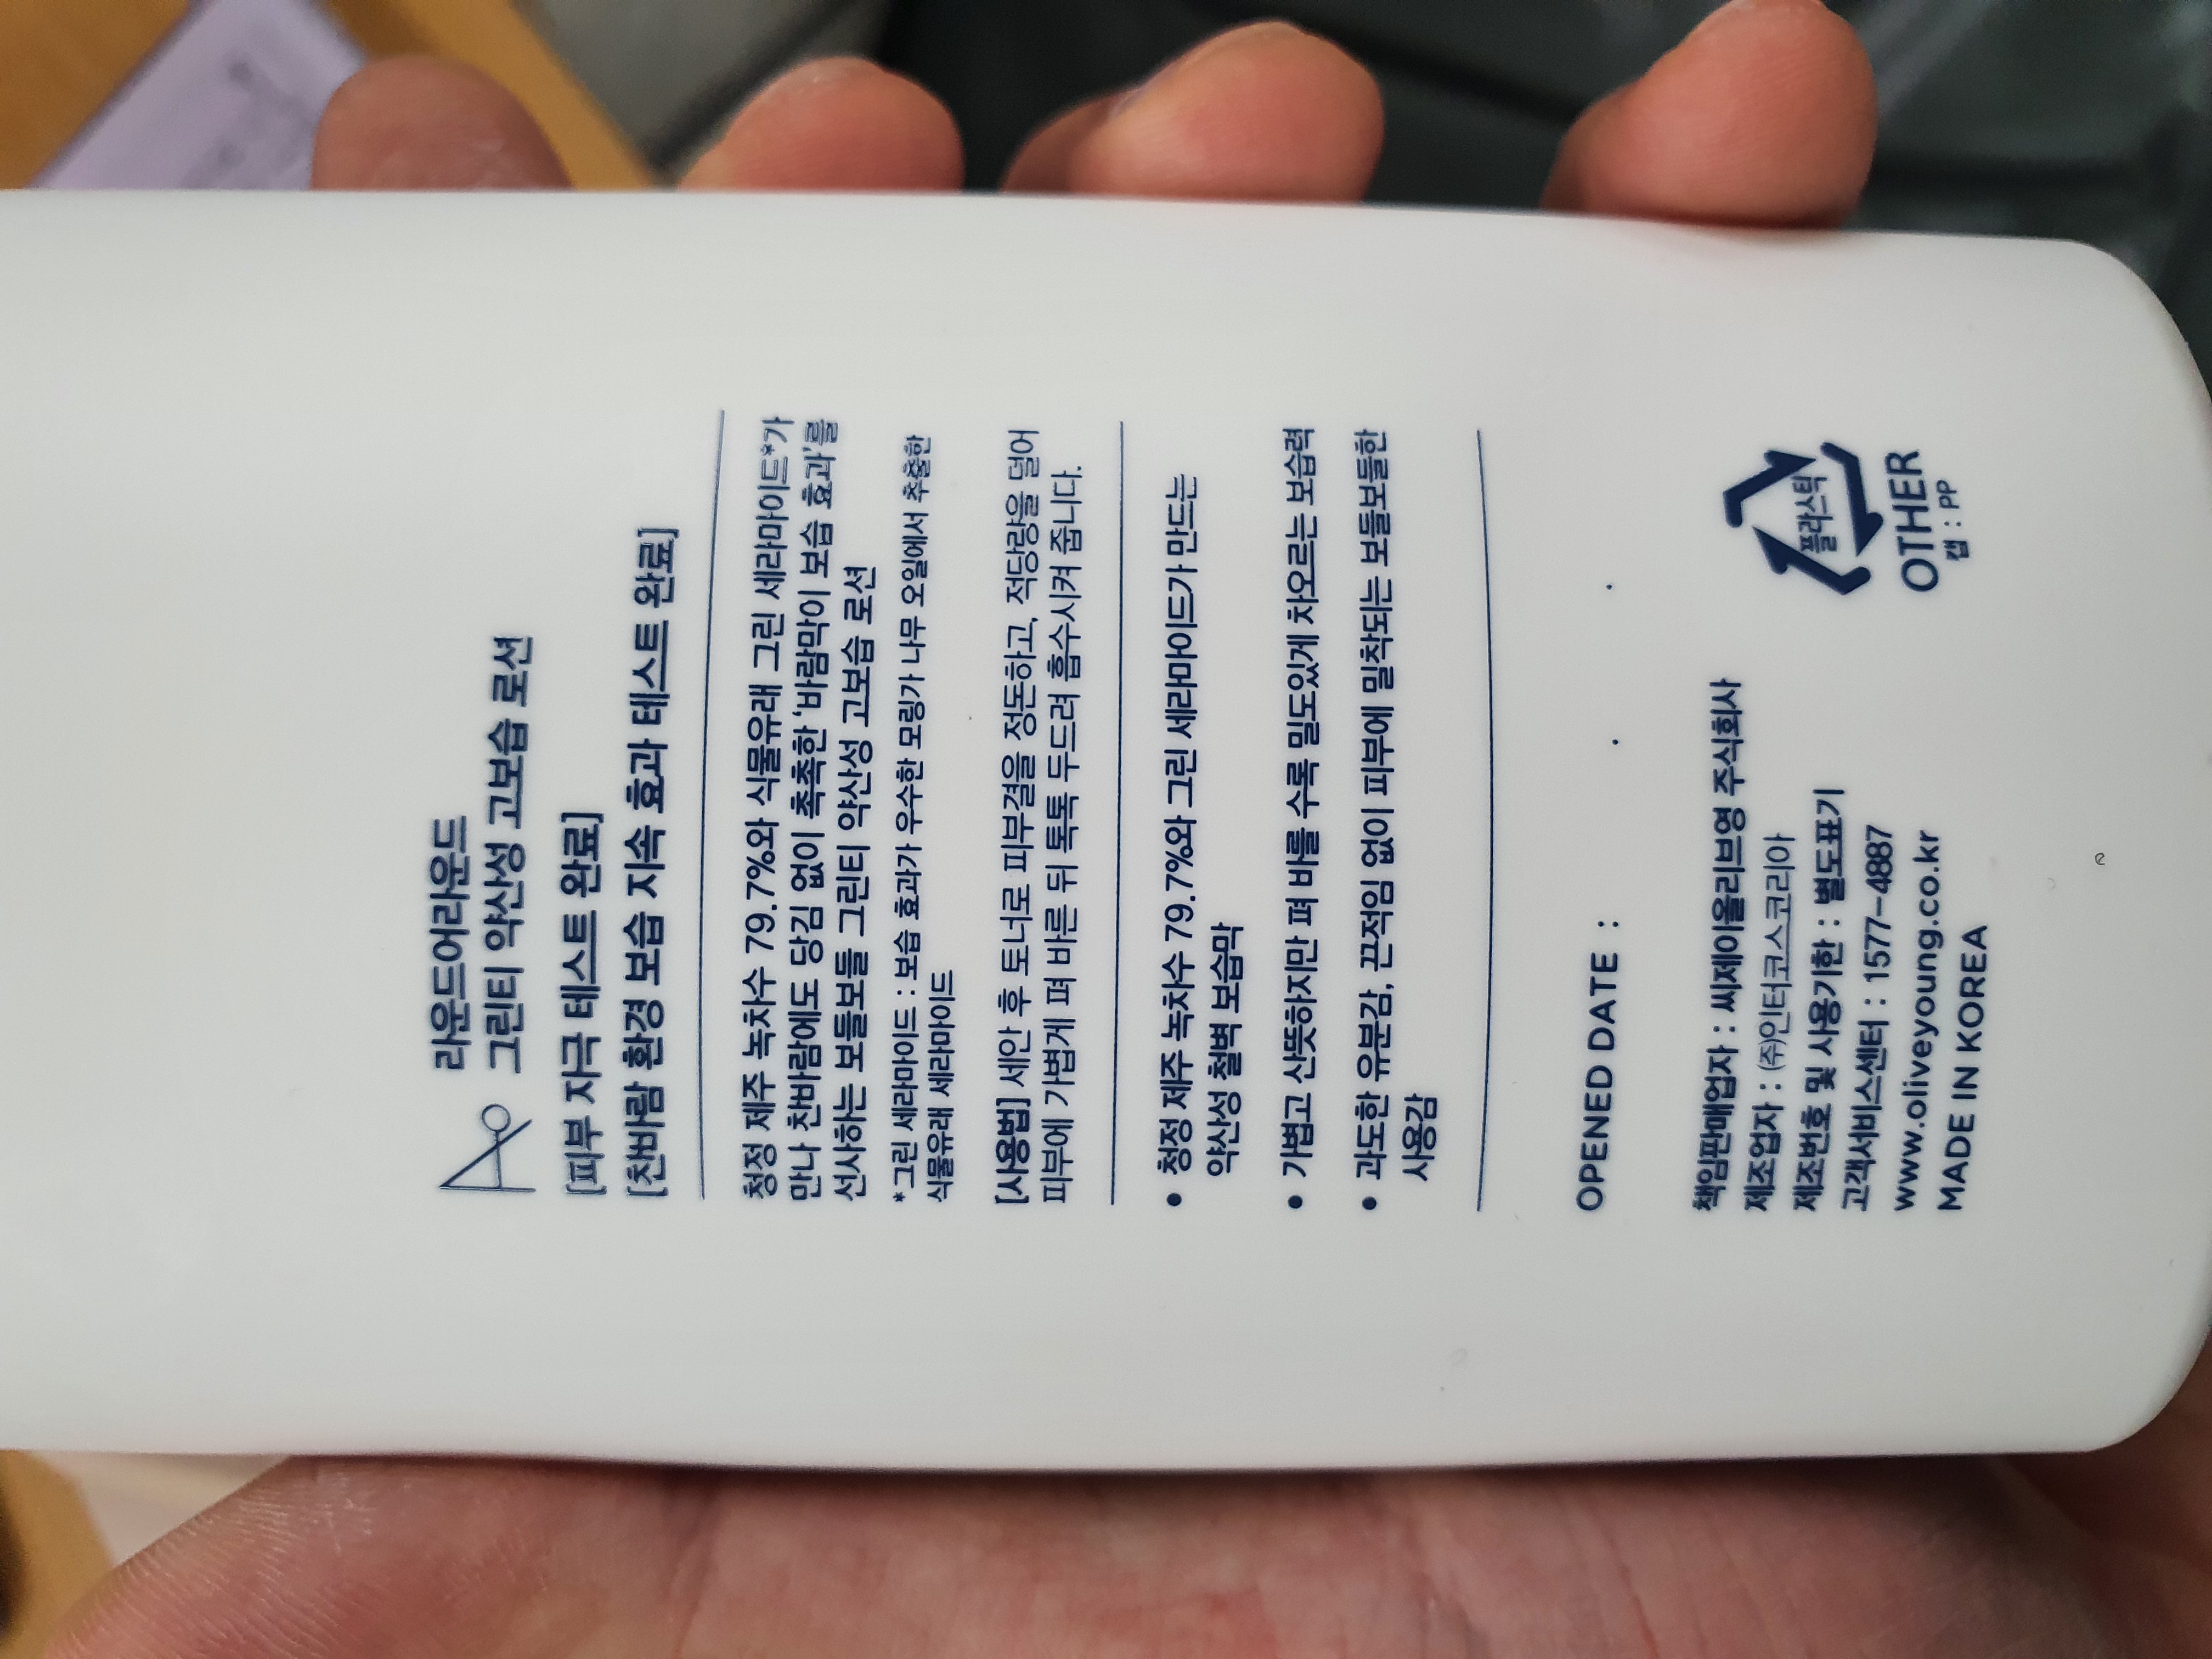 라운드어라운드
그린티 약산성 고보습 로션
[피부 자극 테스트 완료]
[찬바람 환경 보습 지속 효과 테스트 완료]
청정 제주 녹차수 79.7%와 식물유래 그린 세라마이드*가
만나 찬바람에도 당김 없이 촉촉한 ‘바람막이 보습 효과’를
선사하는 보들보들 그린티 약산성 고보습 로션
*그린 세라마이드 : 보습 효과가 우수한 모링가 나무 오일에서 추출한
식물유래 세라마이드
[사용법] 세안 후 토너로 피부결을 정돈하고, 적당량을 덜어
피부에 가볍게 펴 바른 뒤 톡톡 두드려 흡수시켜 줍니다.
• 청정 제주 녹차수 79.7%와 그린 세라마이드가 만드는
약산성 철벽 보습막
• 가볍고 산뜻하지만 펴 바를 수록 밀도있게 차오르는 보습력
• 과도한 유분감, 끈적임 없이 피부에 밀착되는 보들보들한
사용감
OPENED DATE : . .
책임판매업자 : 씨제이올리브영 주식회사
제조업자 : ㈜인터코스코리아
제조번호 및 사용기한 : 별도표기
고객서비스센터 : 1577-4887
www.oliveyoung.co.kr
MADE IN KOREA
플라스틱
OTHER
캡 : PP